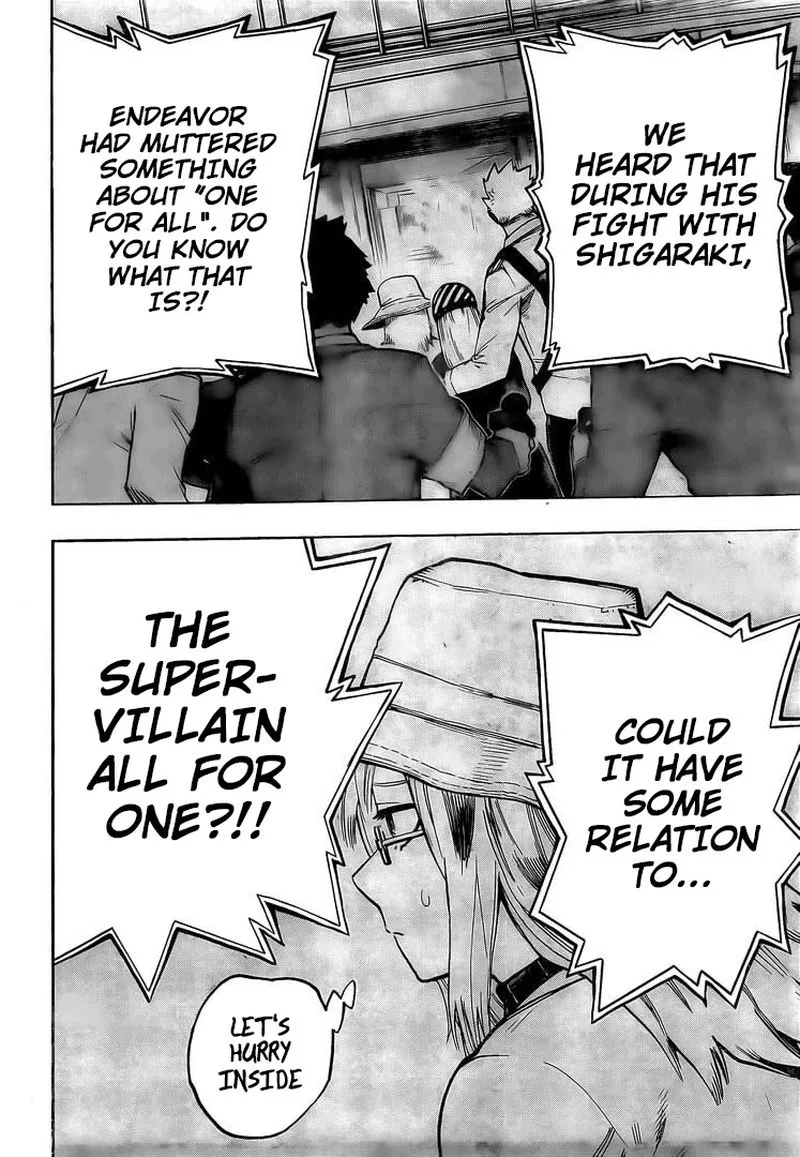 WE
HEARD THAT
DURING HIS
FIGHT WITH
SHIGARAKI,
ENDEAVOR
HAD MUTTERED
SOMETHING
ABOUT "ONE
FOR ALL". DO
YOU KNOW
WHAT THAT
IS?!
COULD
IT HAVE
SOME
RELATION
TO...
THE
SUPER-
VILLAIN
ALL FOR
ONE?!!
LET'S
HURRY
INSIDE